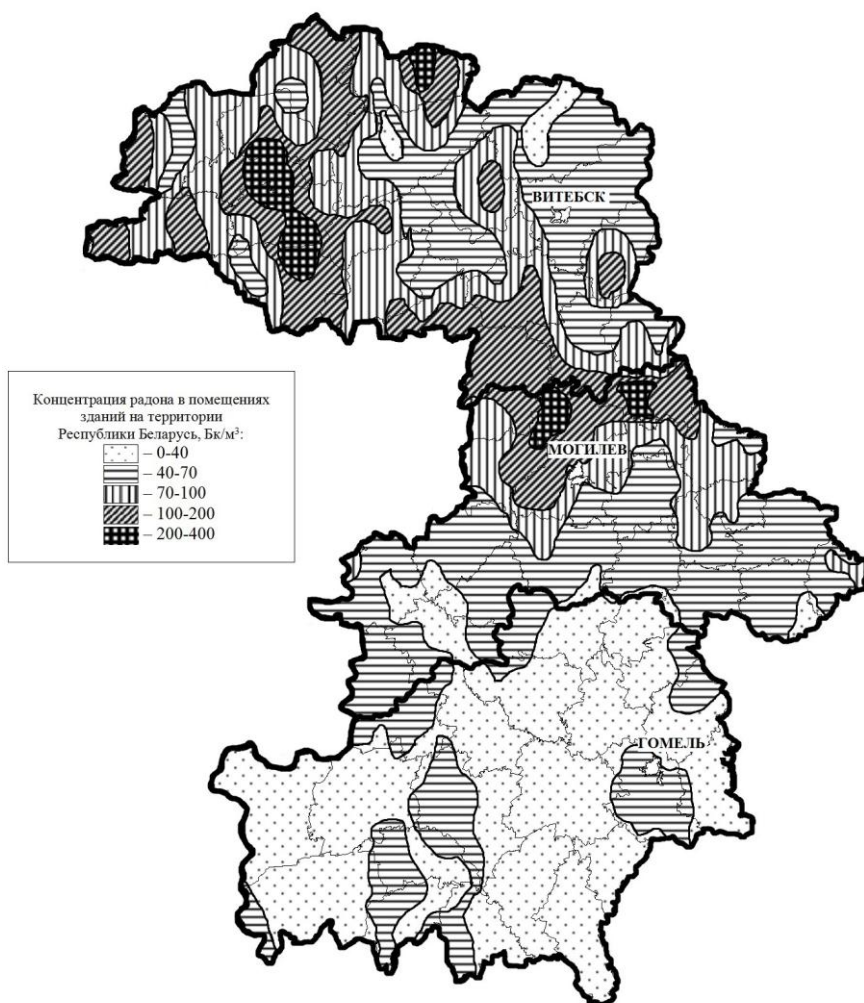 ВИТЕБСК
Концентрация радона в помещениях
зданий на территории
Республики Беларусь, Бк/м³:
– 0-40
– 40-70
– 70-100
– 100-200
– 200-400
МОГИЛЕВ
ГОМЕЛЬ